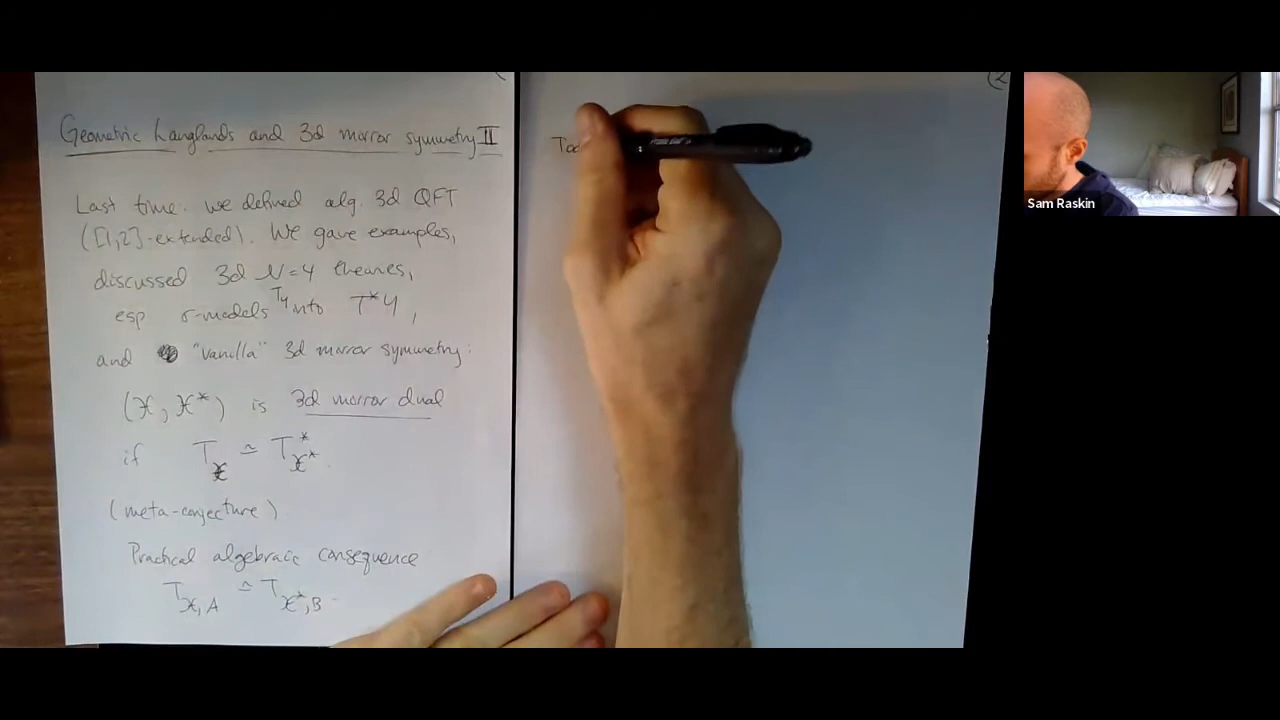 Geometric Langlands and 3d mirror symmetry II
Last time: we defined alg. 3d QFT
([1,2]-extended). We gave examples,
discussed 3d N=4 theories,
esp σ-models T_Y into T*Y,
and "vanilla" 3d mirror symmetry:
(X, X*) is 3d mirror dual
if T_X ≃ T*_X*.
(meta-conjecture)
Practical algebraic consequence
T_X,A ≃ T_X*,B.
(2
Tod
Sam Raskin